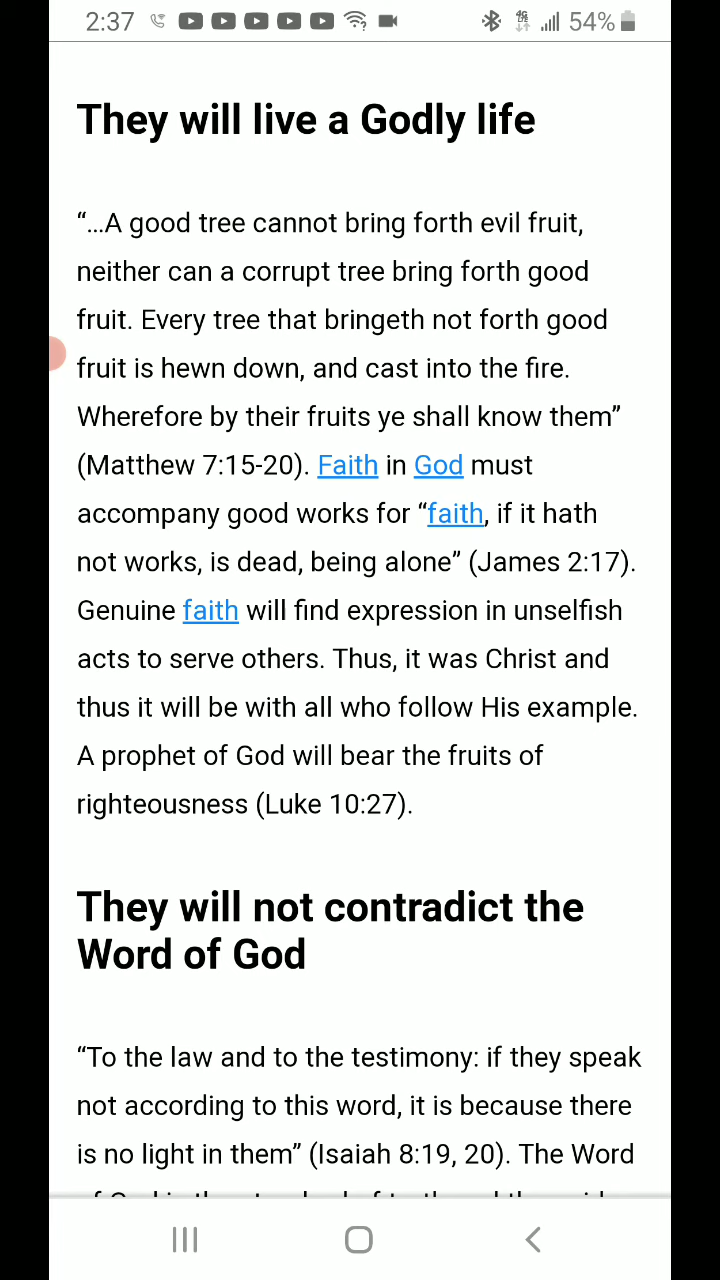 2:37 4G LTE 54%
They will live a Godly life
“...A good tree cannot bring forth evil fruit,
neither can a corrupt tree bring forth good
fruit. Every tree that bringeth not forth good
fruit is hewn down, and cast into the fire.
Wherefore by their fruits ye shall know them”
(Matthew 7:15-20). Faith in God must
accompany good works for “faith, if it hath
not works, is dead, being alone” (James 2:17).
Genuine faith will find expression in unselfish
acts to serve others. Thus, it was Christ and
thus it will be with all who follow His example.
A prophet of God will bear the fruits of
righteousness (Luke 10:27).
They will not contradict the
Word of God
“To the law and to the testimony: if they speak
not according to this word, it is because there
is no light in them” (Isaiah 8:19, 20). The Word